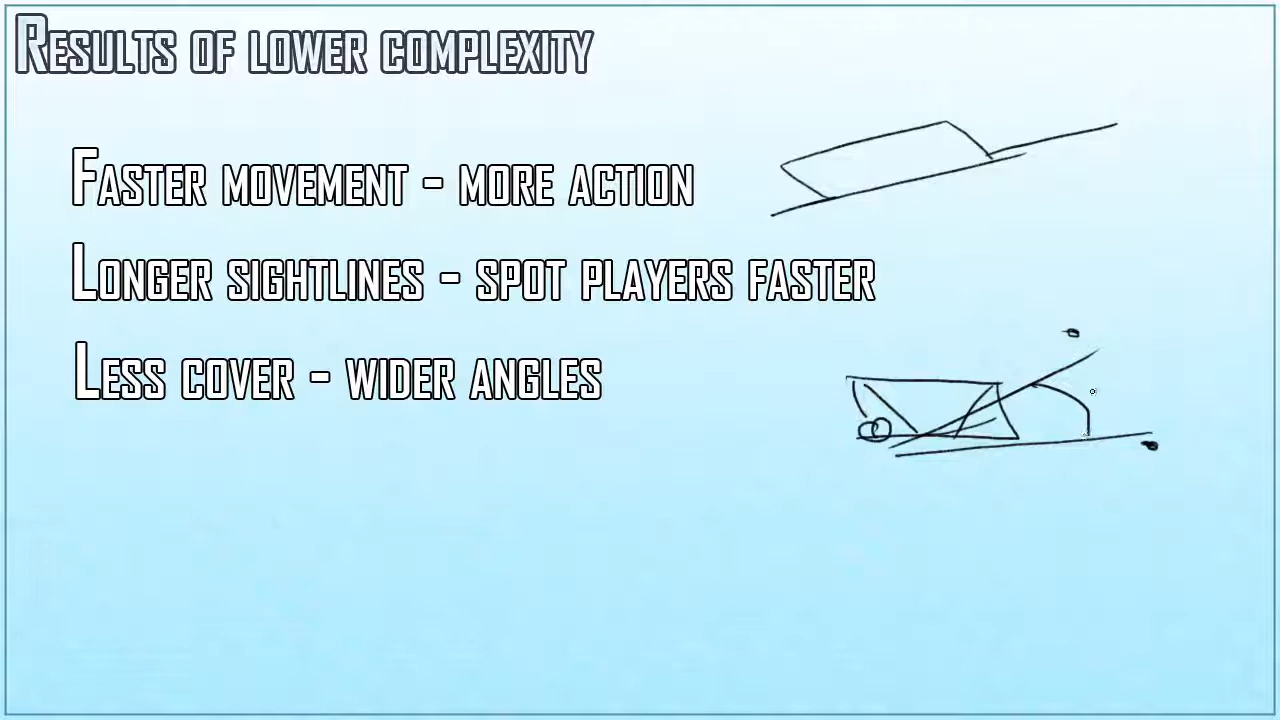 Results of lower complexity
Faster movement - more action
Longer sightlines - spot players faster
Less cover - wider angles